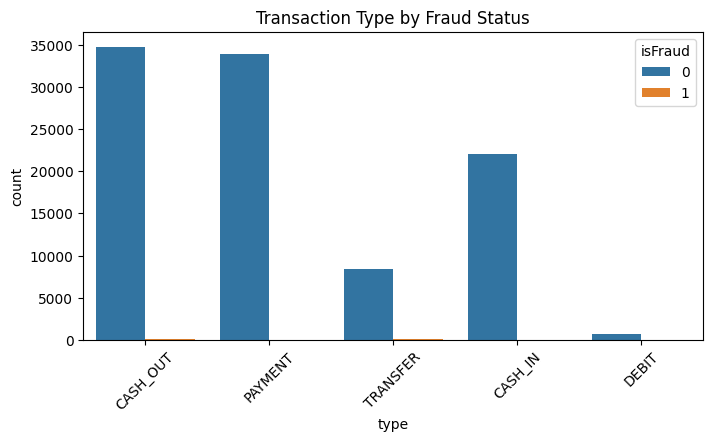 Transaction Type by Fraud Status
35000
30000
25000
20000
15000
10000
5000
0
count
isFraud
0
1
CASH_OUT
PAYMENT
TRANSFER
CASH_IN
DEBIT
type